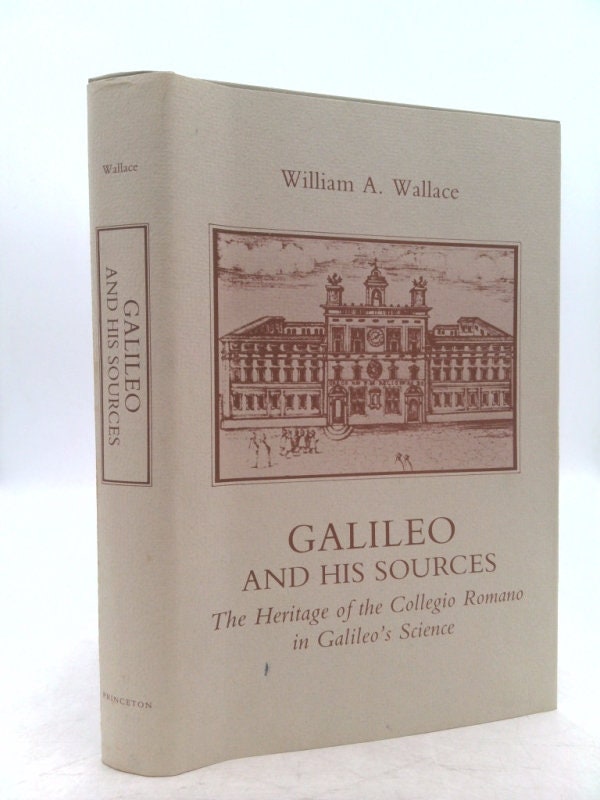 Wallace
GALILEO
AND HIS SOURCES
PRINCETON
William A. Wallace
GALILEO
AND HIS SOURCES
The Heritage of the Collegio Romano
in Galileo's Science